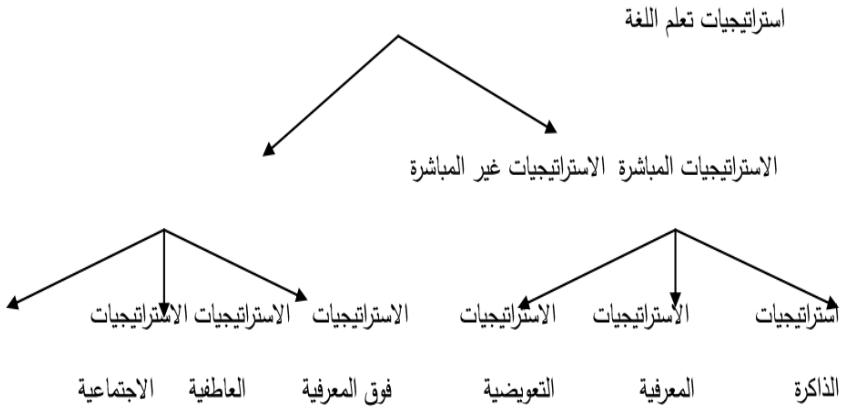 استراتيجيات تعلم اللغة
الاستراتيجيات المباشرة الاستراتيجيات غير المباشرة
استراتيجيات الاستراتيجيات الاستراتيجيات الاستراتيجيات الاستراتيجيات الاستراتيجيات
الذاكرة المعرفية التعويضية فوق المعرفية العاطفية الاجتماعية